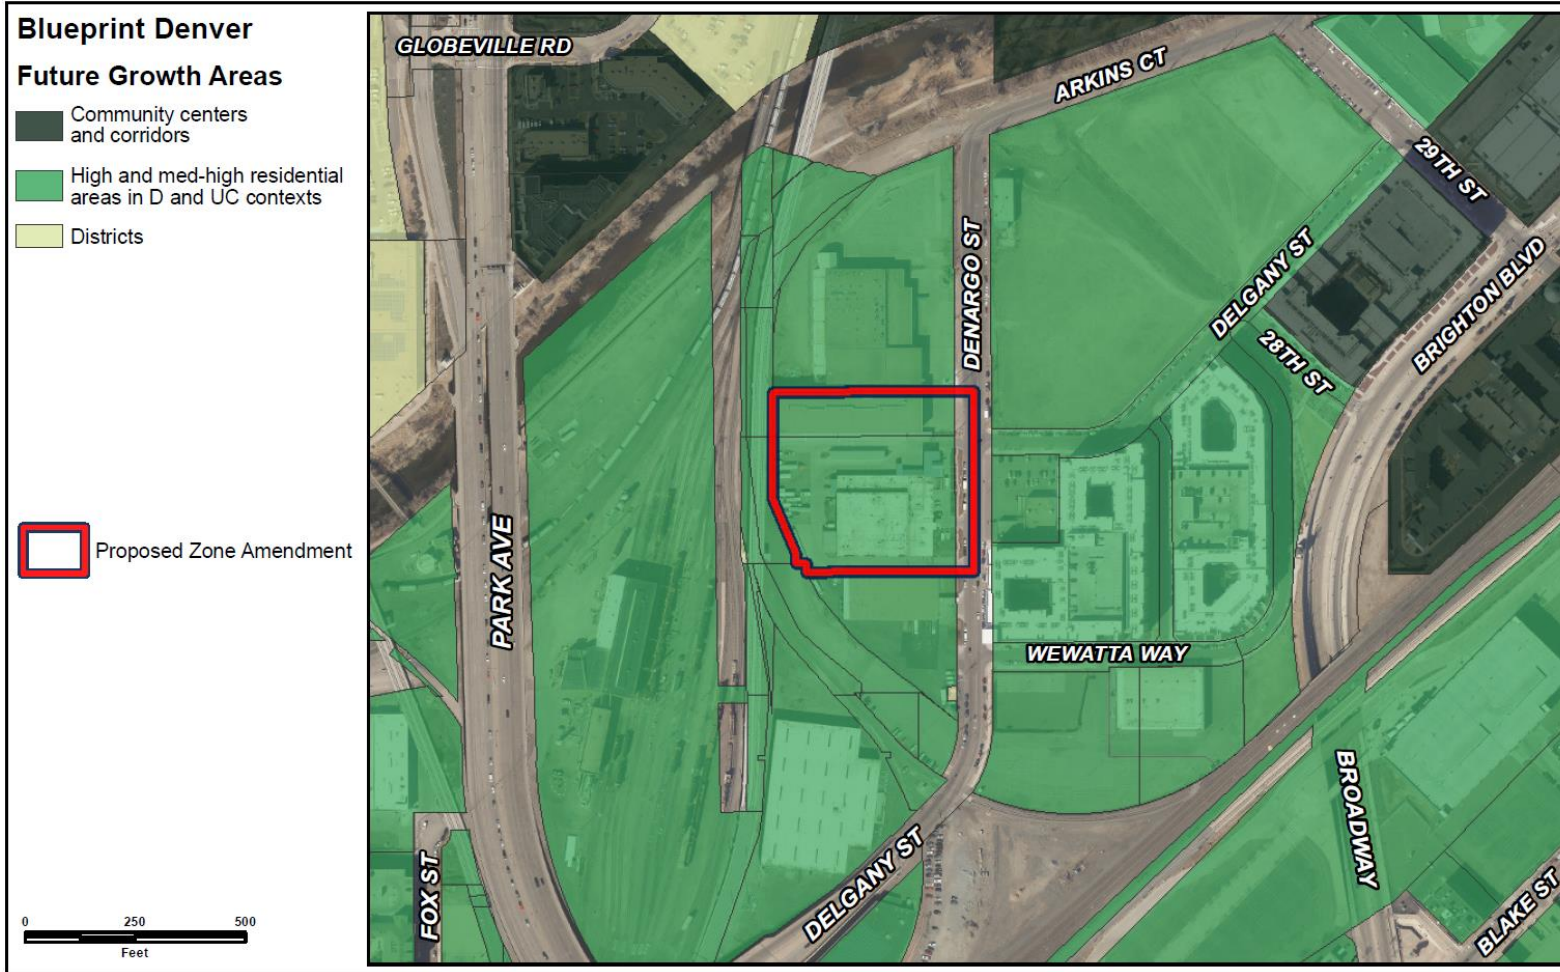 Blueprint Denver
Future Growth Areas
Community centers
and corridors
High and med-high residential
areas in D and UC contexts
Districts
Proposed Zone Amendment
0 250 500
Feet
GLOBEVILLE RD
ARKINS CT
29TH ST
DENARGO ST
DELGANY ST
28TH ST
BRIGHTON BLVD
PARK AVE
WEWATTA WAY
BROADWAY
FOX ST
DELGANY ST
BLAKE ST